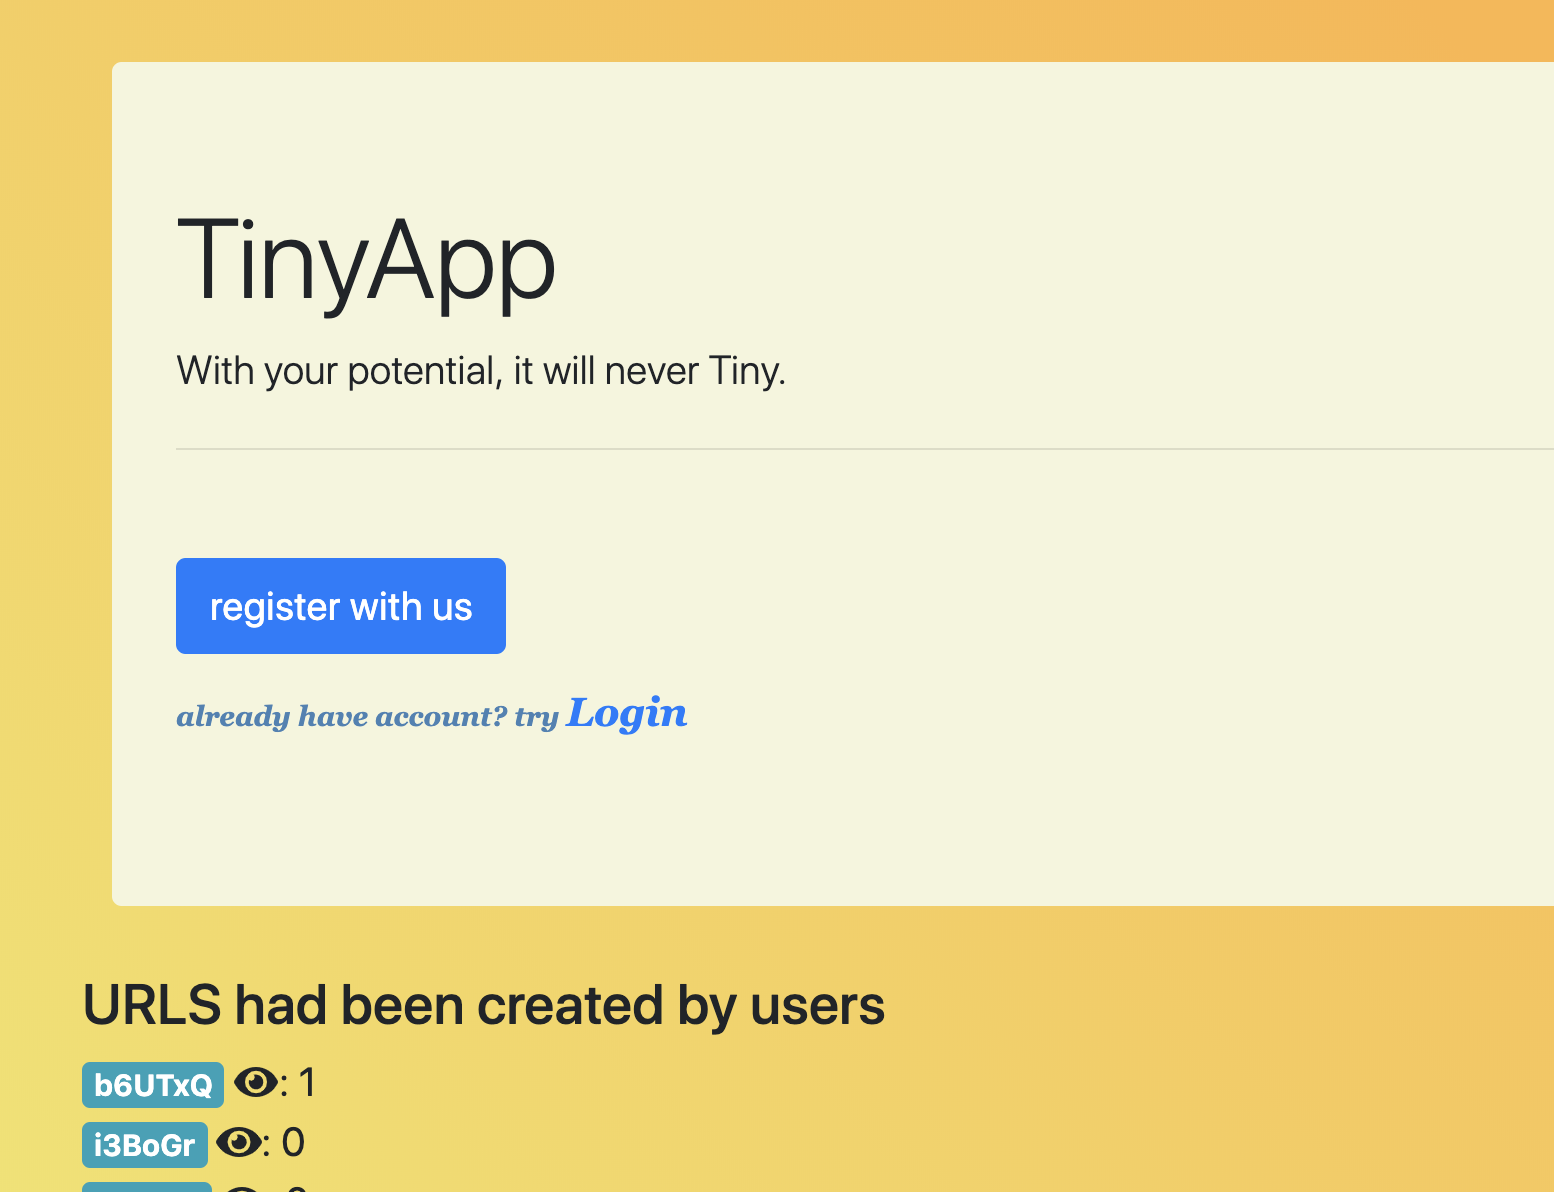 TinyApp
With your potential, it will never Tiny.
register with us
already have account? try Login
URLS had been created by users
b6UTxQ : 1
i3BoGr : 0